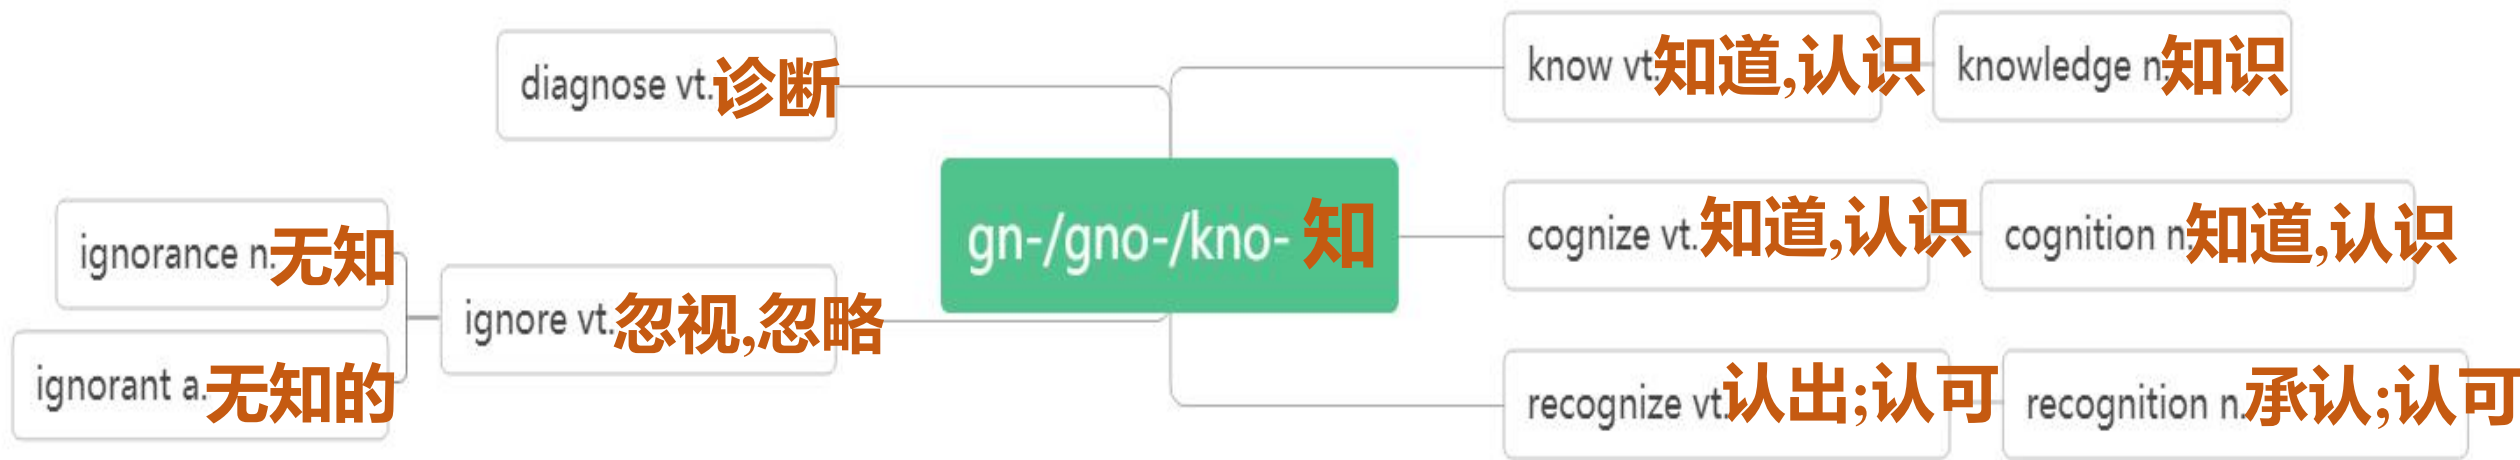 diagnose vt.诊断
ignorance n.无知
ignorant a.无知的
ignore vt.忽视,忽略
gn-/gno-/kno- 知
know vt.知道,认识
knowledge n.知识
cognize vt.知道,认识
cognition n.知道,认识
recognize vt.认出;认可
recognition n.承认;认可